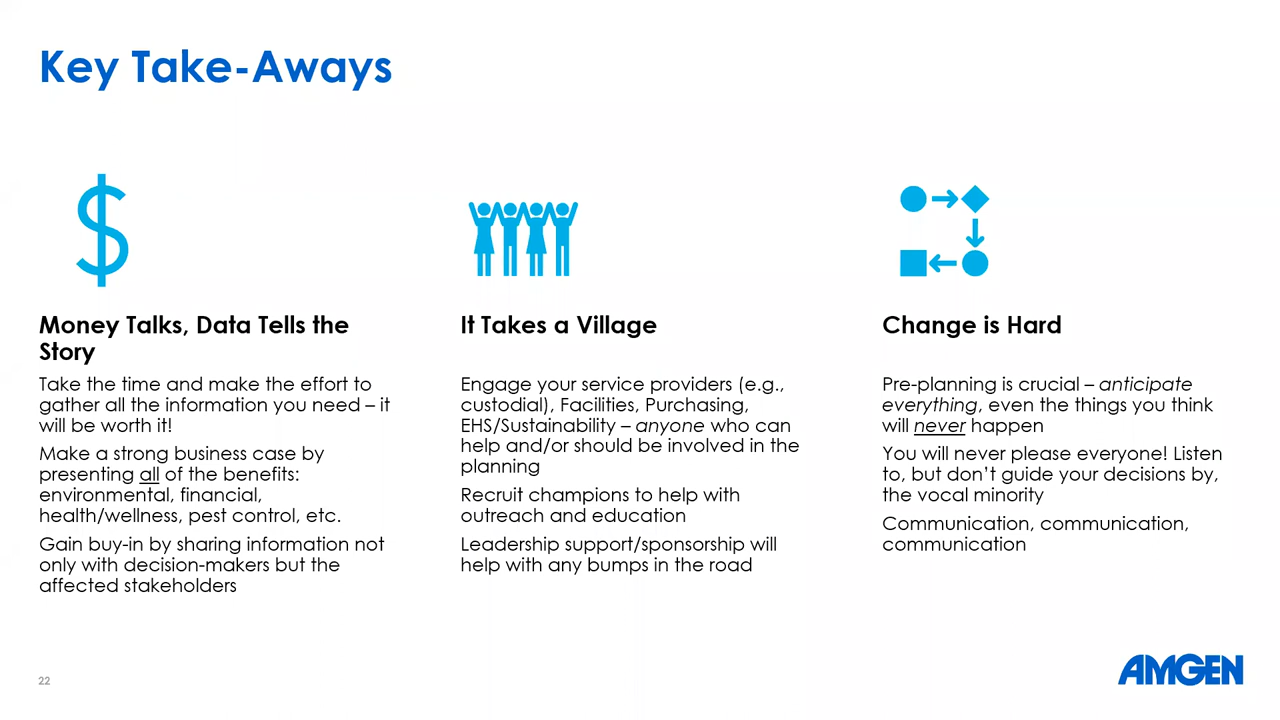 Key Take-Aways
$
Money Talks, Data Tells the
Story
Take the time and make the effort to
gather all the information you need – it
will be worth it!
Make a strong business case by
presenting all of the benefits:
environmental, financial,
health/wellness, pest control, etc.
Gain buy-in by sharing information not
only with decision-makers but the
affected stakeholders
It Takes a Village
Engage your service providers (e.g.,
custodial), Facilities, Purchasing,
EHS/Sustainability – anyone who can
help and/or should be involved in the
planning
Recruit champions to help with
outreach and education
Leadership support/sponsorship will
help with any bumps in the road
Change is Hard
Pre-planning is crucial – anticipate
everything, even the things you think
will never happen
You will never please everyone! Listen
to, but don’t guide your decisions by,
the vocal minority
Communication, communication,
communication
22
AMGEN